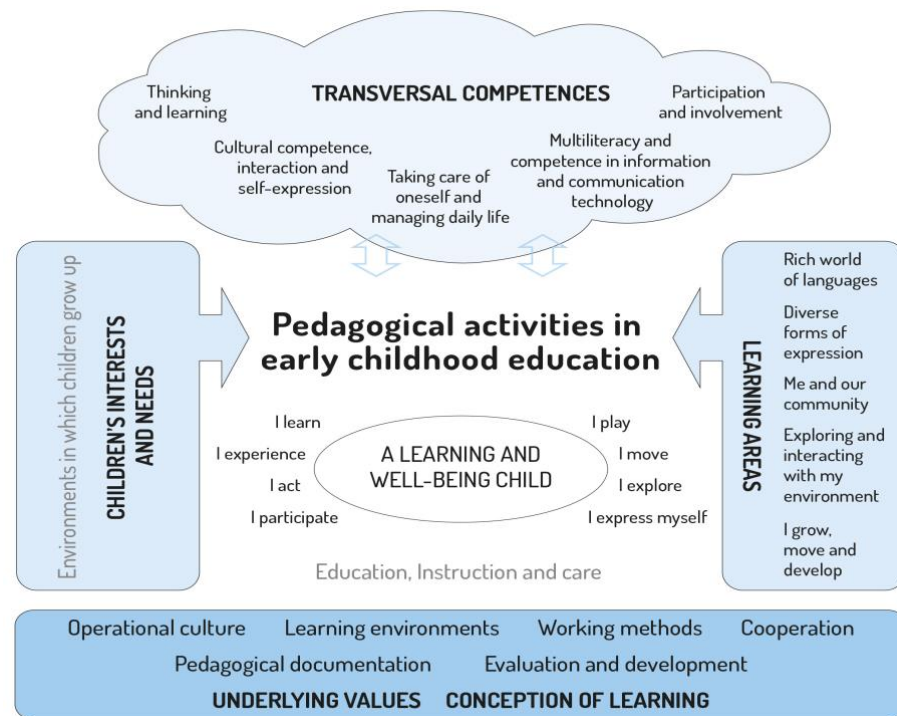 TRANSVERSAL COMPETENCES
Thinking
and learning
Cultural competence,
interaction and
self-expression
Taking care of
oneself and
managing daily life
Multiliteracy and
competence in information
and communication
technology
Participation
and involvement
Environments in which children grow up
CHILDREN'S INTERESTS
AND NEEDS
Pedagogical activities in
early childhood education
I learn
I experience
I act
I participate
A LEARNING AND
WELL-BEING CHILD
I play
I move
I explore
I express myself
Education, Instruction and care
LEARNING AREAS
Rich world
of languages
Diverse
forms of
expression
Me and our
community
Exploring and
interacting
with my
environment
I grow,
move and
develop
Operational culture Learning environments Working methods Cooperation
Pedagogical documentation Evaluation and development
UNDERLYING VALUES CONCEPTION OF LEARNING